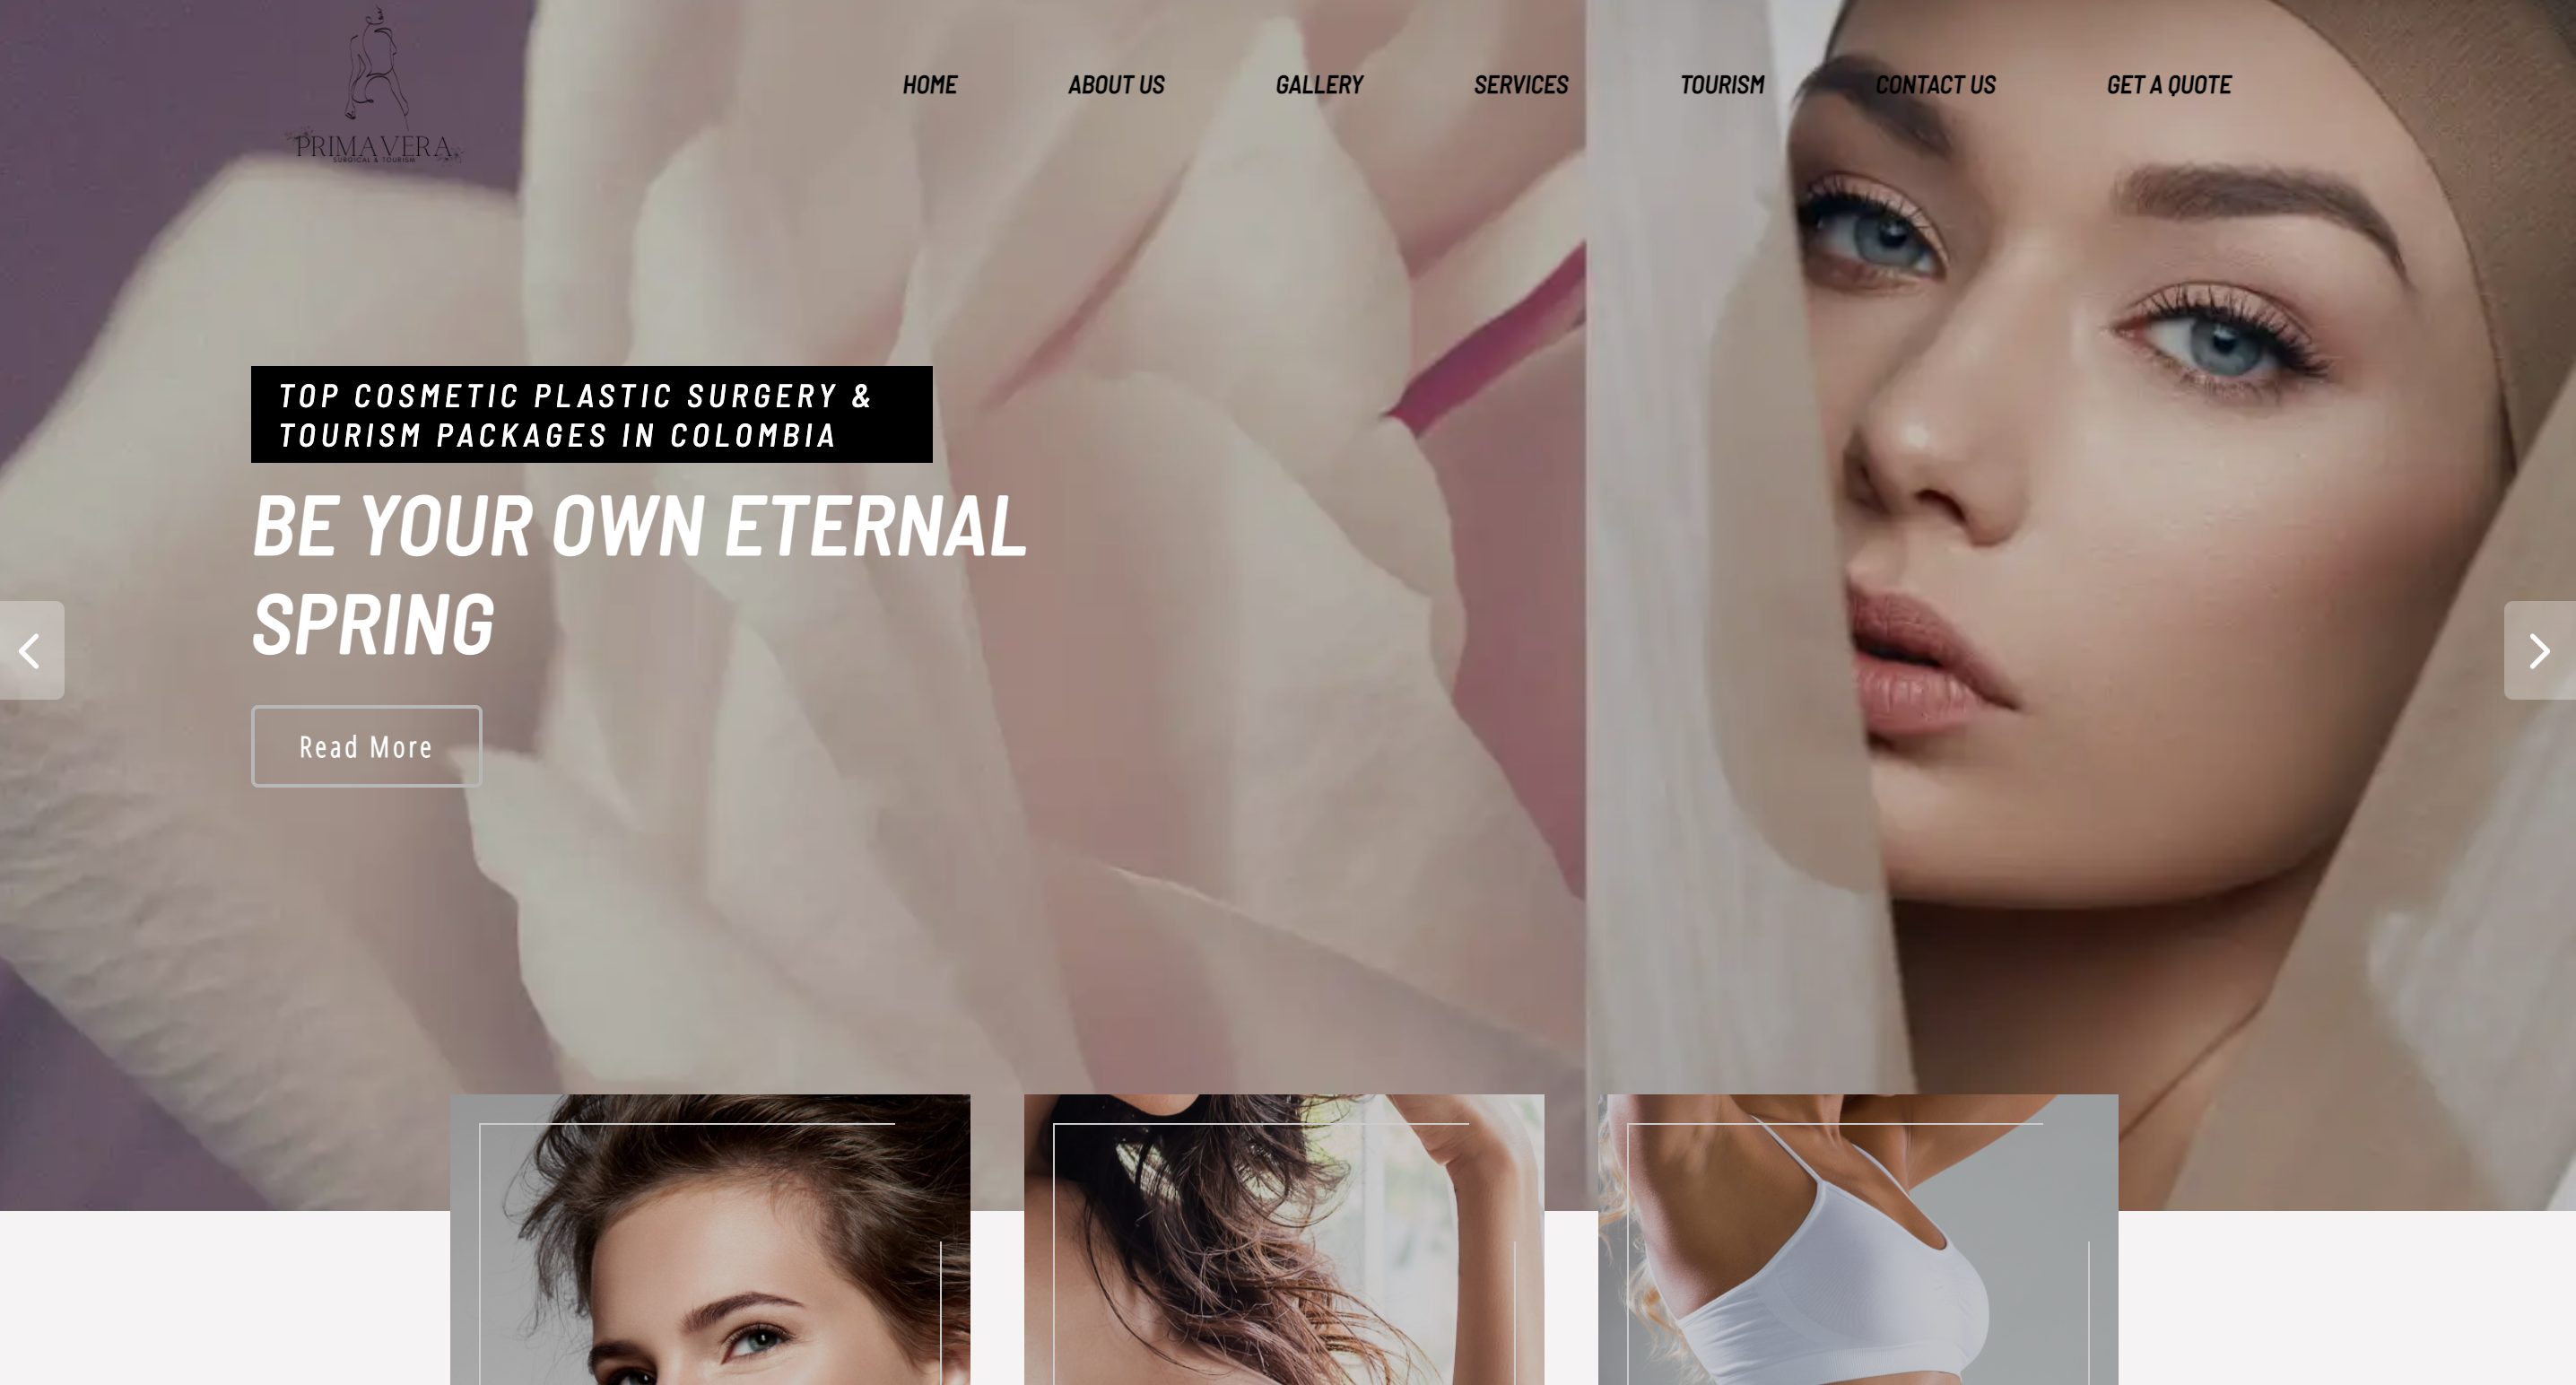 PRIMAVERA
SURGICAL & TOURISM
HOME
ABOUT US
GALLERY
SERVICES
TOURISM
CONTACT US
GET A QUOTE
TOP COSMETIC PLASTIC SURGERY &
TOURISM PACKAGES IN COLOMBIA
BE YOUR OWN ETERNAL
SPRING
Read More